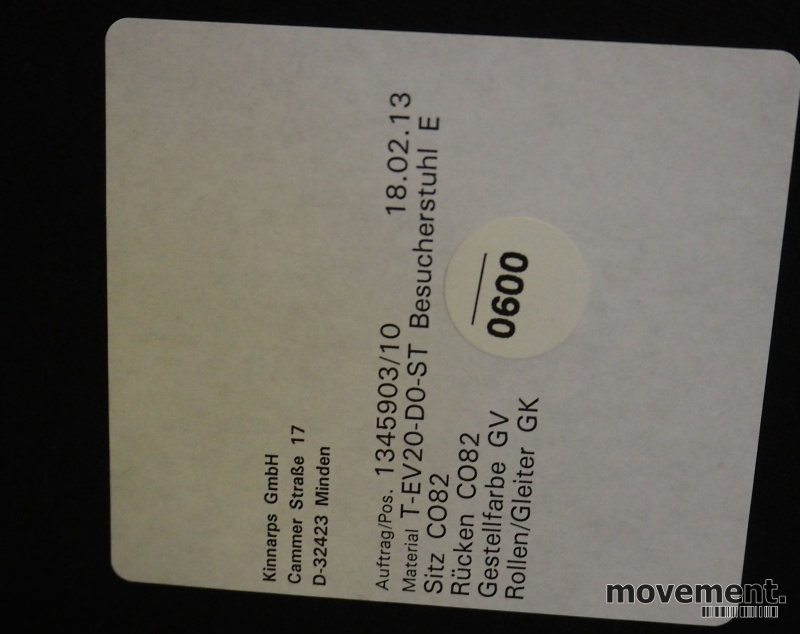 Kinnarps GmbH
Cammer Straße 17
D-32423 Minden
Auftrag/Pos. 1345903/10 18.02.13
Material T-EV20-D0-ST Besucherstuhl E
Sitz CO82
Rücken CO82
Gestellfarbe GV
Rollen/Gleiter GK
0600
movement.